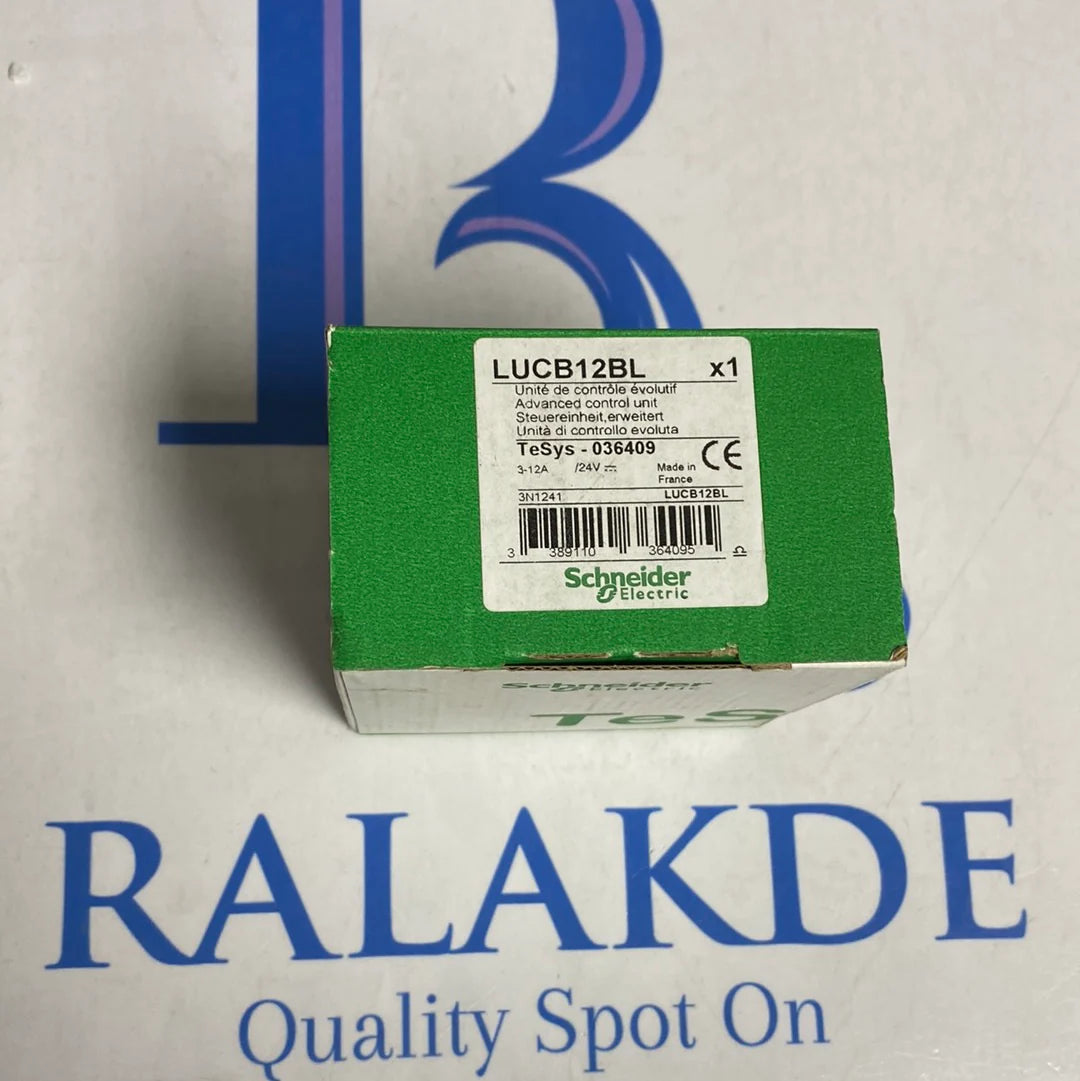 LUCB12BL x1
Unité de contrôle évolutif
Advanced control unit
Steuereinheit,erweitert
Unità di controllo evoluta
TeSys - 036409
CE
3-12A /24V ⎓ Made in
France
3N1241 LUCB12BL
3 389110 364095
Schneider
Electric
Schneider
Electric
TeS
RALAKDE
Quality Spot On